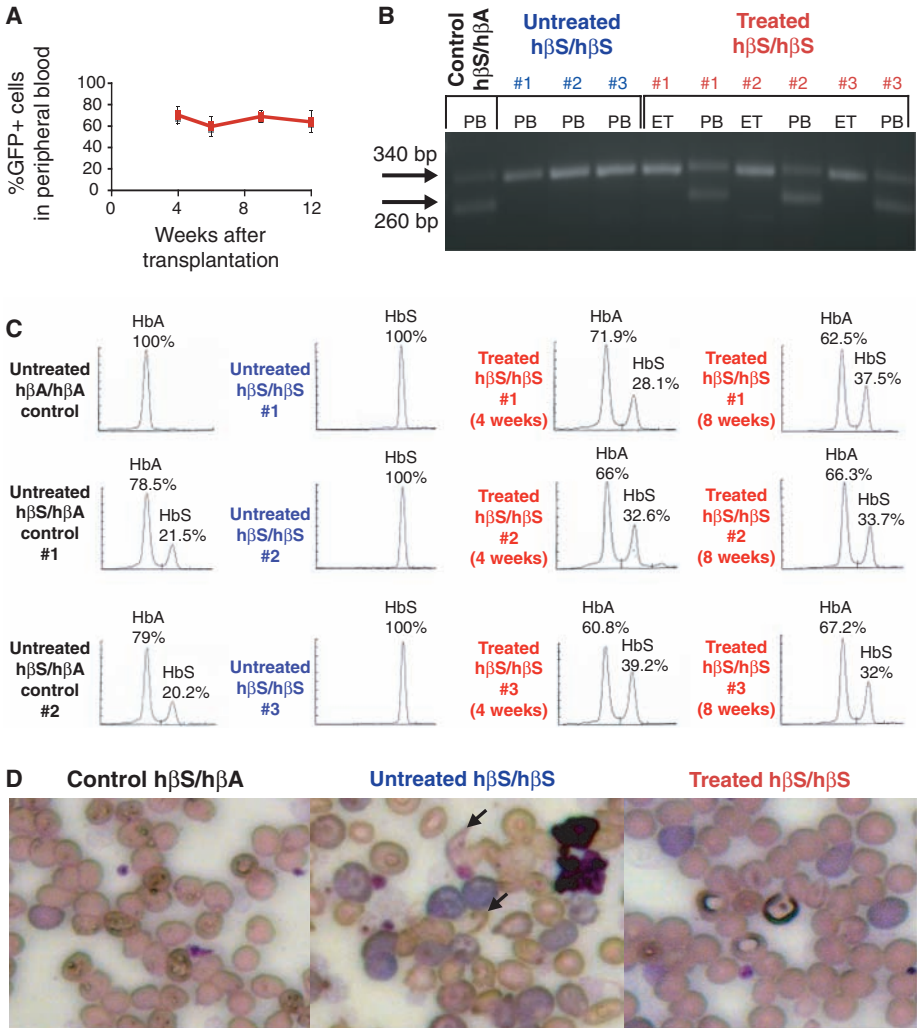 A
%GFP+ cells
in peripheral blood
100
80
60
40
20
0
0 4 8 12
Weeks after
transplantation
B
Control
hβS/hβA
Untreated
hβS/hβS
Treated
hβS/hβS
#1 #2 #3 #1 #1 #2 #2 #3 #3
PB PB PB PB ET PB ET PB ET PB
340 bp
260 bp
C
Untreated
hβA/hβA
control
HbA
100%
Untreated
hβS/hβS
#1
HbS
100%
Treated
hβS/hβS
#1
(4 weeks)
HbA
71.9%
HbS
28.1%
Treated
hβS/hβS
#1
(8 weeks)
HbA
62.5%
HbS
37.5%
Untreated
hβS/hβA
control
#1
HbA
78.5%
HbS
21.5%
Untreated
hβS/hβS
#2
HbS
100%
Treated
hβS/hβS
#2
(4 weeks)
HbA
66%
HbS
32.6%
Treated
hβS/hβS
#2
(8 weeks)
HbA
66.3%
HbS
33.7%
Untreated
hβS/hβA
control
#2
HbA
79%
HbS
20.2%
Untreated
hβS/hβS
#3
HbS
100%
Treated
hβS/hβS
#3
(4 weeks)
HbA
60.8%
HbS
39.2%
Treated
hβS/hβS
#3
(8 weeks)
HbA
67.2%
HbS
32%
D
Control hβS/hβA
Untreated hβS/hβS
Treated hβS/hβS